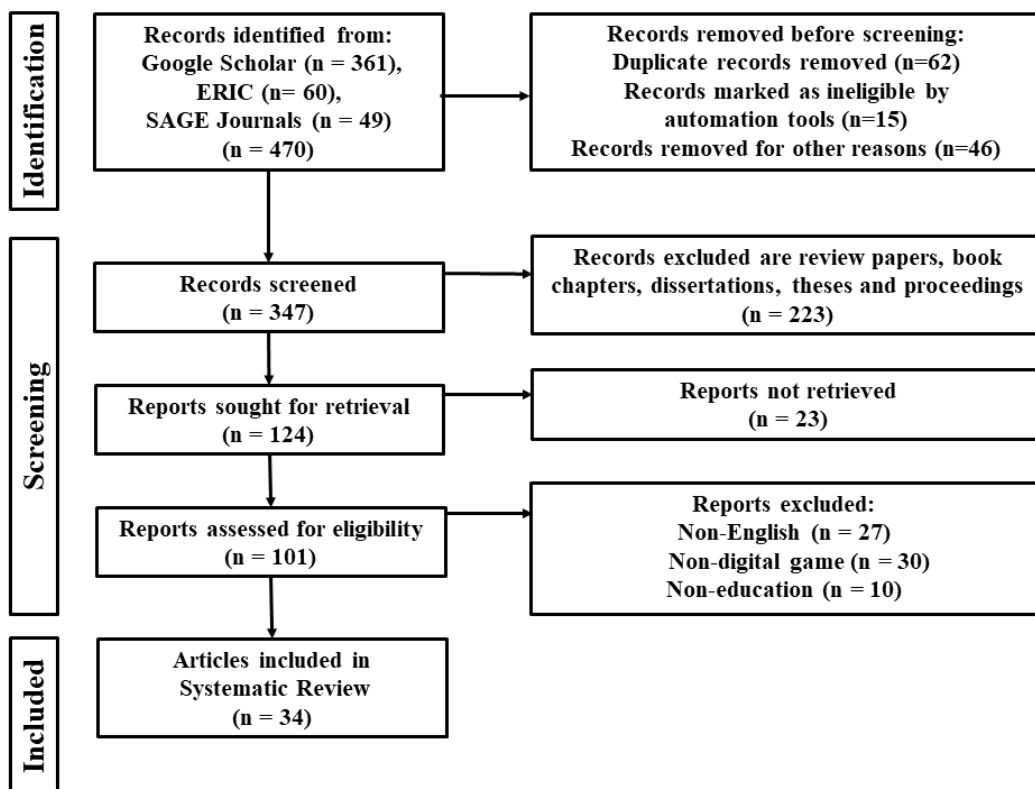 Identification
Records identified from:
Google Scholar (n = 361),
ERIC (n= 60),
SAGE Journals (n = 49)
(n = 470)
Records removed before screening:
Duplicate records removed (n=62)
Records marked as ineligible by
automation tools (n=15)
Records removed for other reasons (n=46)
Screening
Records screened
(n = 347)
Records excluded are review papers, book
chapters, dissertations, theses and proceedings
(n = 223)
Reports sought for retrieval
(n = 124)
Reports not retrieved
(n = 23)
Reports assessed for eligibility
(n = 101)
Reports excluded:
Non-English (n = 27)
Non-digital game (n = 30)
Non-education (n = 10)
Included
Articles included in
Systematic Review
(n = 34)